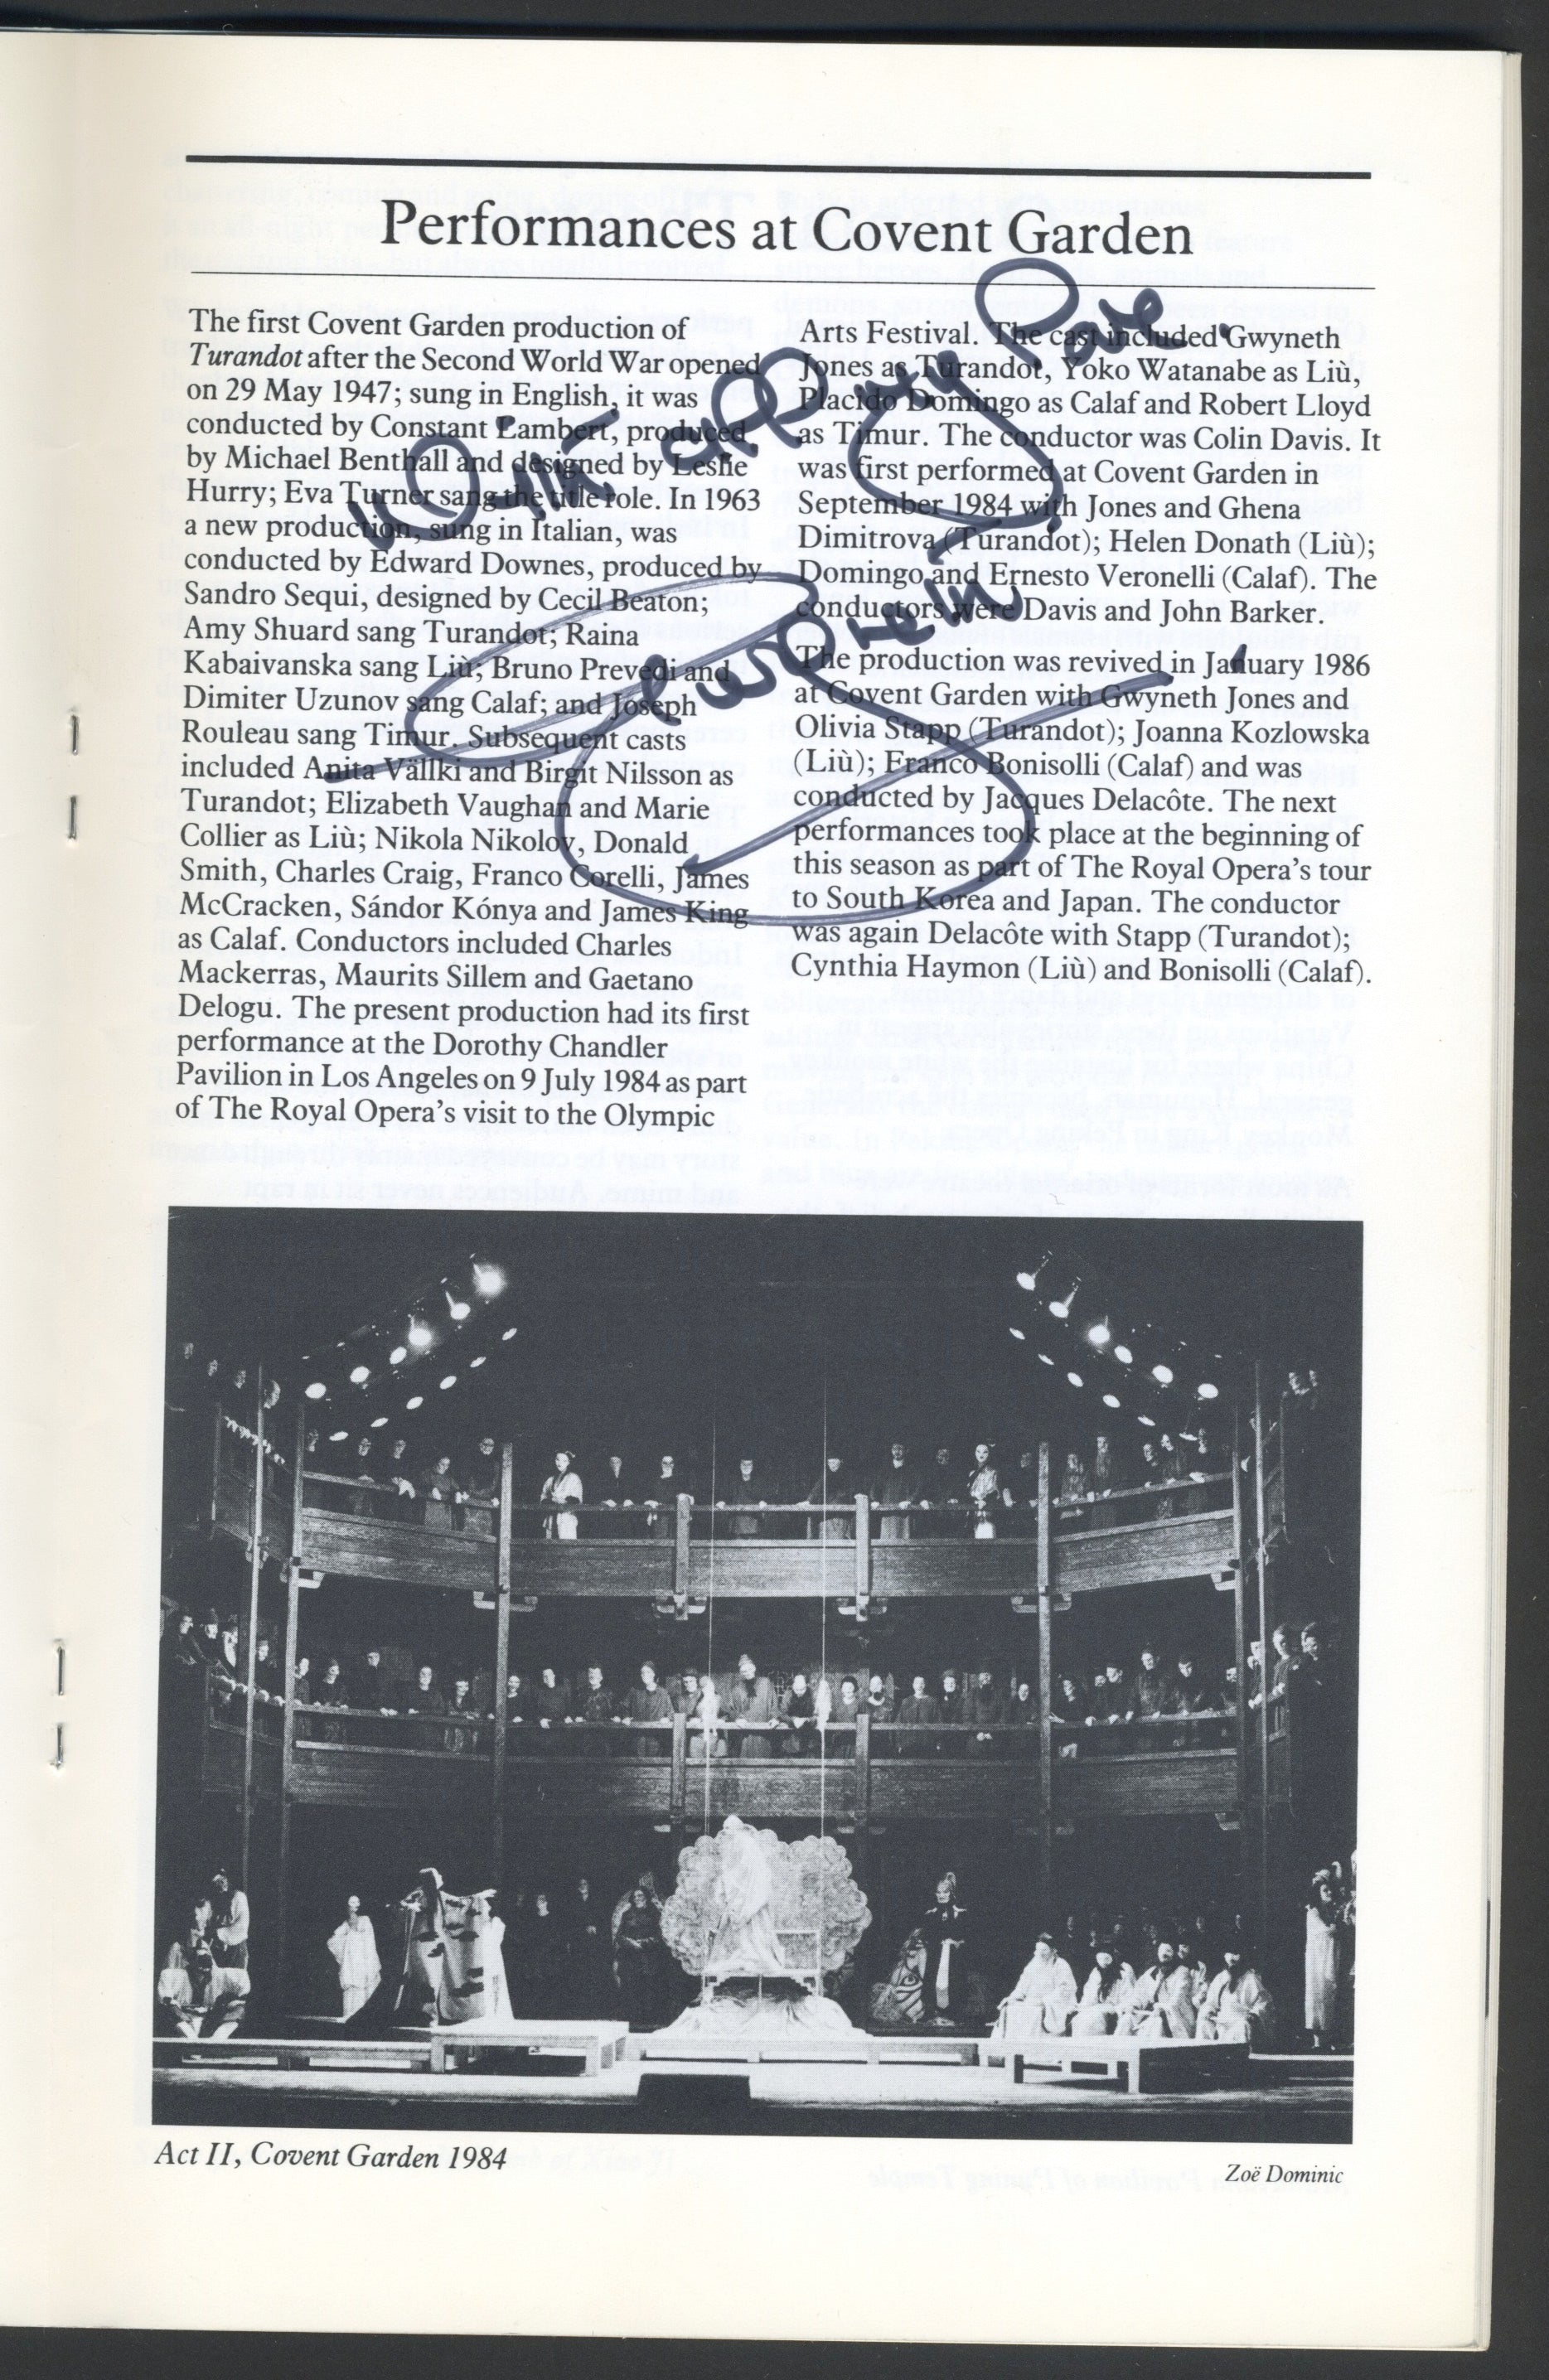 Performances at Covent Garden
The first Covent Garden production of
Turandot after the Second World War opened
on 29 May 1947; sung in English, it was
conducted by Constant Lambert, produced
by Michael Benthall and designed by Leslie
Hurry; Eva Turner sang the title role. In 1963
a new production, sung in Italian, was
conducted by Edward Downes, produced by
Sandro Sequi, designed by Cecil Beaton;
Amy Shuard sang Turandot; Raina
Kabaivanska sang Liù; Bruno Prevedi and
Dimiter Uzunov sang Calaf; and Joseph
Rouleau sang Timur. Subsequent casts
included Anita Vällki and Birgit Nilsson as
Turandot; Elizabeth Vaughan and Marie
Collier as Liù; Nikola Nikolov, Donald
Smith, Charles Craig, Franco Corelli, James
McCracken, Sándor Kónya and James King
as Calaf. Conductors included Charles
Mackerras, Maurits Sillem and Gaetano
Delogu. The present production had its first
performance at the Dorothy Chandler
Pavilion in Los Angeles on 9 July 1984 as part
of The Royal Opera's visit to the Olympic
Arts Festival. The cast included Gwyneth
Jones as Turandot, Yoko Watanabe as Liù,
Placido Domingo as Calaf and Robert Lloyd
as Timur. The conductor was Colin Davis. It
was first performed at Covent Garden in
September 1984 with Jones and Ghena
Dimitrova (Turandot); Helen Donath (Liù);
Domingo and Ernesto Veronelli (Calaf). The
conductors were Davis and John Barker.
The production was revived in January 1986
at Covent Garden with Gwyneth Jones and
Olivia Stapp (Turandot); Joanna Kozlowska
(Liù); Franco Bonisolli (Calaf) and was
conducted by Jacques Delacôte. The next
performances took place at the beginning of
this season as part of The Royal Opera's tour
to South Korea and Japan. The conductor
was again Delacôte with Stapp (Turandot);
Cynthia Haymon (Liù) and Bonisolli (Calaf).
With all my love
Act II, Covent Garden 1984
Zoë Dominic